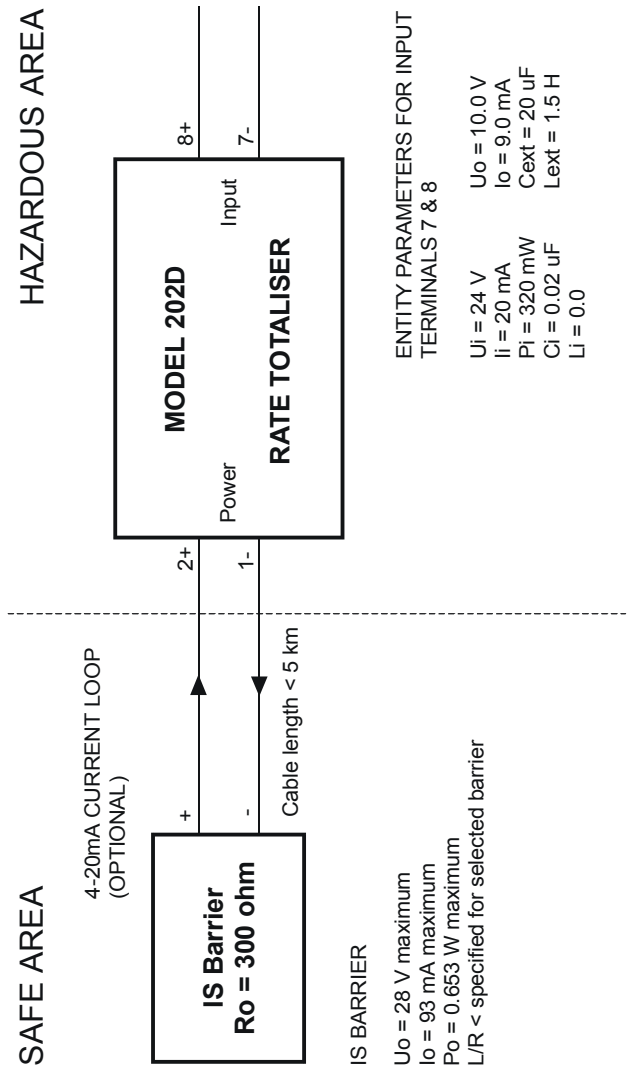 SAFE AREA
HAZARDOUS AREA
4-20mA CURRENT LOOP
(OPTIONAL)
IS Barrier
Ro = 300 ohm
+
-
Cable length < 5 km
2+
1-
MODEL 202D
Power
Input
RATE TOTALISER
8+
7-
IS BARRIER
Uo = 28 V maximum
Io = 93 mA maximum
Po = 0.653 W maximum
L/R < specified for selected barrier
ENTITY PARAMETERS FOR INPUT
TERMINALS 7 & 8
Ui = 24 V
Ii = 20 mA
Pi = 320 mW
Ci = 0.02 uF
Li = 0.0
Uo = 10.0 V
Io = 9.0 mA
Cext = 20 uF
Lext = 1.5 H